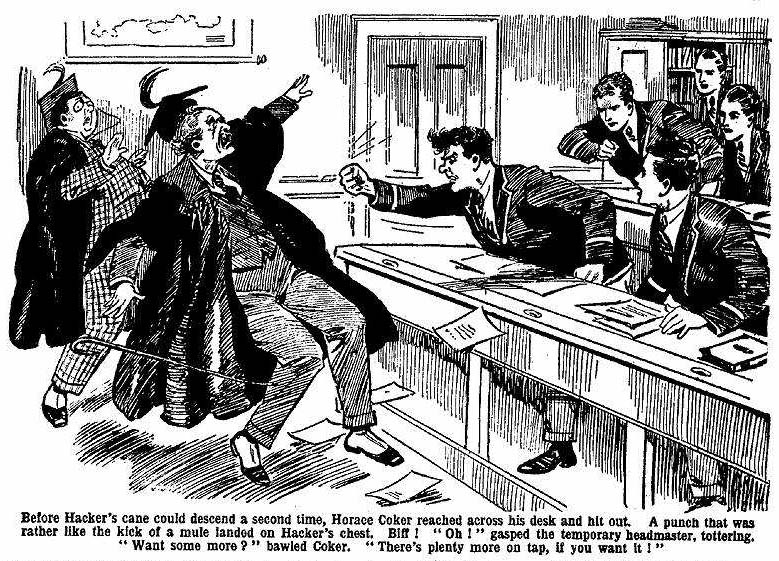 Before Hacker's cane could descend a second time, Horace Coker reached across his desk and hit out. A punch that was
rather like the kick of a mule landed on Hacker's chest. Biff! "Oh!" gasped the temporary headmaster, tottering.
"Want some more?" bawled Coker. "There's plenty more on tap, if you want it!"